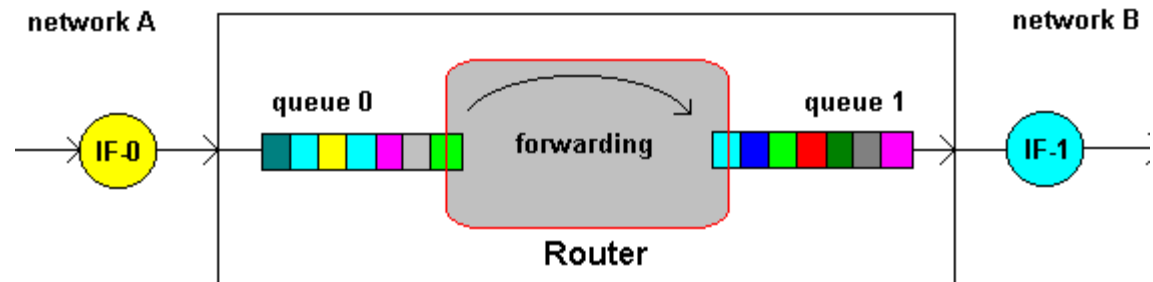 network A
network B
queue 0
queue 1
IF-0
forwarding
IF-1
Router